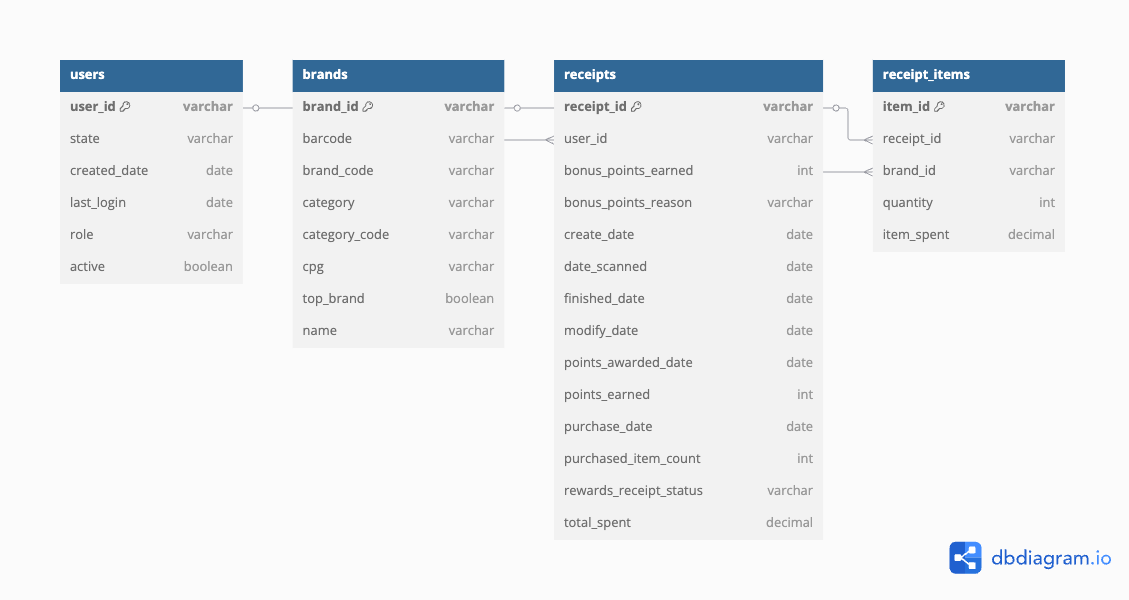 users
user_id varchar
state varchar
created_date date
last_login date
role varchar
active boolean
brands
brand_id varchar
barcode varchar
brand_code varchar
category varchar
category_code varchar
cpg varchar
top_brand boolean
name varchar
receipts
receipt_id varchar
user_id varchar
bonus_points_earned int
bonus_points_reason varchar
create_date date
date_scanned date
finished_date date
modify_date date
points_awarded_date date
points_earned int
purchase_date date
purchased_item_count int
rewards_receipt_status varchar
total_spent decimal
receipt_items
item_id varchar
receipt_id varchar
brand_id varchar
quantity int
item_spent decimal
dbdiagram.io